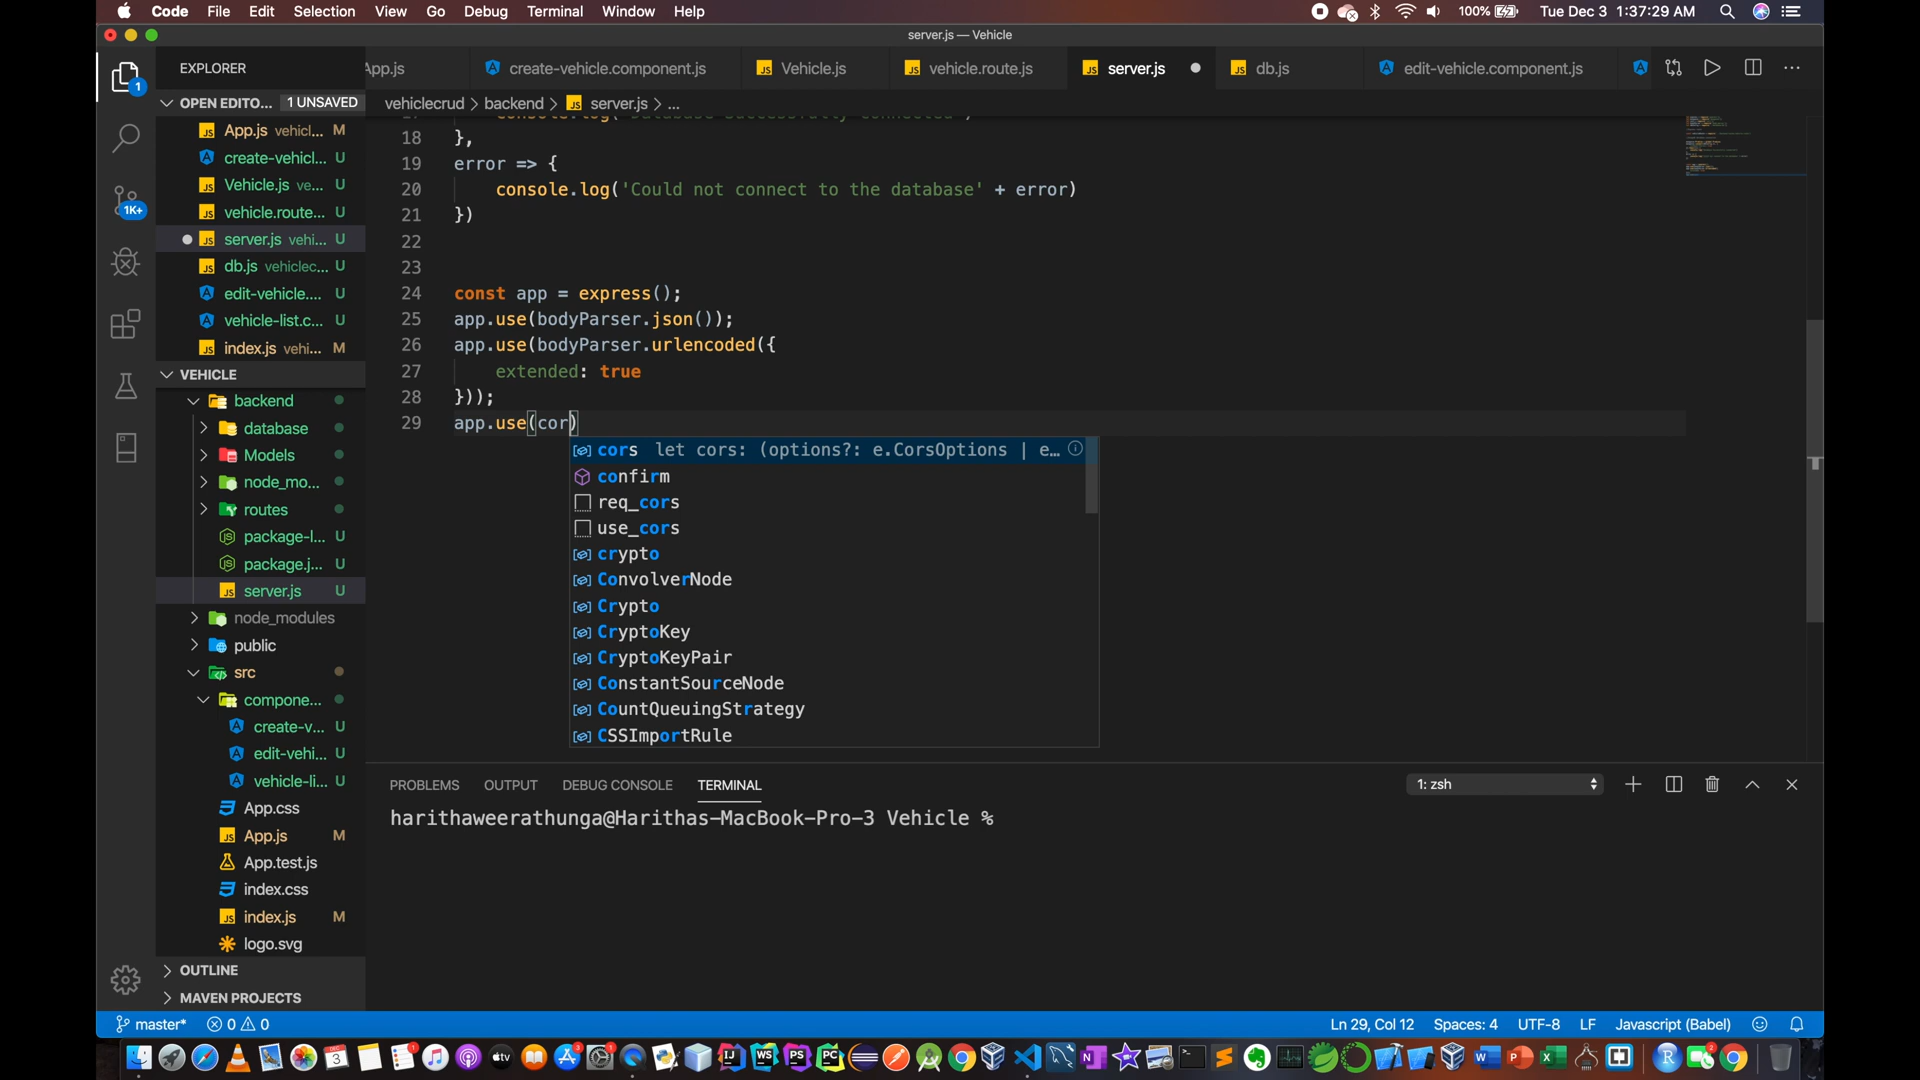 Code File Edit Selection View Go Debug Terminal Window Help 100% Tue Dec 3 1:37:29 AM
server.js — Vehicle
EXPLORER
App.js create-vehicle.component.js Vehicle.js vehicle.route.js server.js db.js edit-vehicle.component.js
OPEN EDITO... 1 UNSAVED
vehiclecrud > backend > server.js > ...
App.js vehicl... M
create-vehicl... U
Vehicle.js ve... U
vehicle.route... U
server.js vehi... U
db.js vehiclec... U
edit-vehicle.... U
vehicle-list.c... U
index.js vehi... M
VEHICLE
backend
database
Models
node_mo...
routes
package-l... U
package.j... U
server.js U
node_modules
public
src
compone...
create-v... U
edit-vehi... U
vehicle-li... U
App.css
App.js M
App.test.js
index.css
index.js M
logo.svg
OUTLINE
MAVEN PROJECTS
18 },
19 error => {
20 console.log('Could not connect to the database' + error)
21 })
22
23
24 const app = express();
25 app.use(bodyParser.json());
26 app.use(bodyParser.urlencoded({
27 extended: true
28 }));
29 app.use(cor)
cors let cors: (options?: e.CorsOptions | e...
confirm
req_cors
use_cors
crypto
ConvolverNode
Crypto
CryptoKey
CryptoKeyPair
ConstantSourceNode
CountQueuingStrategy
CSSImportRule
PROBLEMS OUTPUT DEBUG CONSOLE TERMINAL 1: zsh
harithaweerathunga@Harithas-MacBook-Pro-3 Vehicle %
1
1K+
master* 0 0 Ln 29, Col 12 Spaces: 4 UTF-8 LF Javascript (Babel)